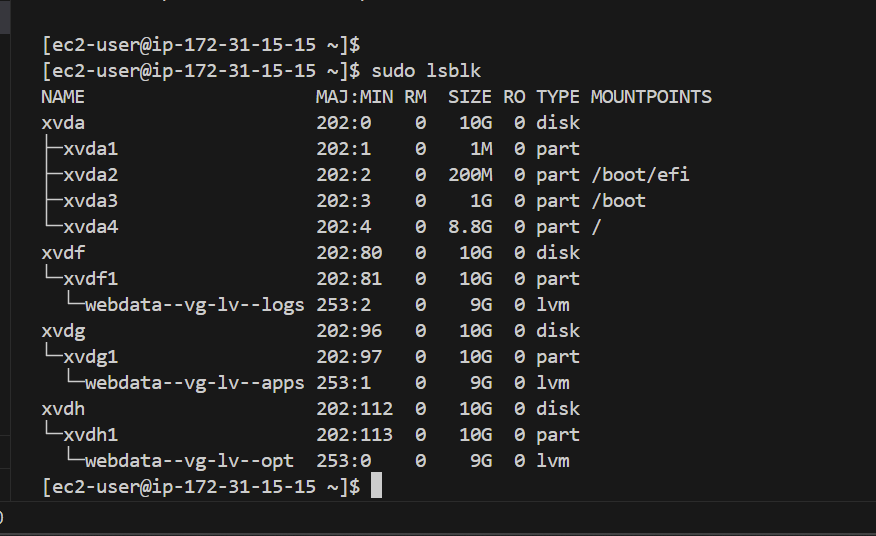 [ec2-user@ip-172-31-15-15 ~]$
[ec2-user@ip-172-31-15-15 ~]$ sudo lsblk
NAME                     MAJ:MIN RM  SIZE RO TYPE MOUNTPOINTS
xvda                     202:0    0   10G  0 disk
├─xvda1                  202:1    0    1M  0 part
├─xvda2                  202:2    0  200M  0 part /boot/efi
├─xvda3                  202:3    0    1G  0 part /boot
└─xvda4                  202:4    0  8.8G  0 part /
xvdf                     202:80   0   10G  0 disk
└─xvdf1                  202:81   0   10G  0 part
  └─webdata--vg-lv--logs 253:2    0    9G  0 lvm
xvdg                     202:96   0   10G  0 disk
└─xvdg1                  202:97   0   10G  0 part
  └─webdata--vg-lv--apps 253:1    0    9G  0 lvm
xvdh                     202:112  0   10G  0 disk
└─xvdh1                  202:113  0   10G  0 part
  └─webdata--vg-lv--opt  253:0    0    9G  0 lvm
[ec2-user@ip-172-31-15-15 ~]$